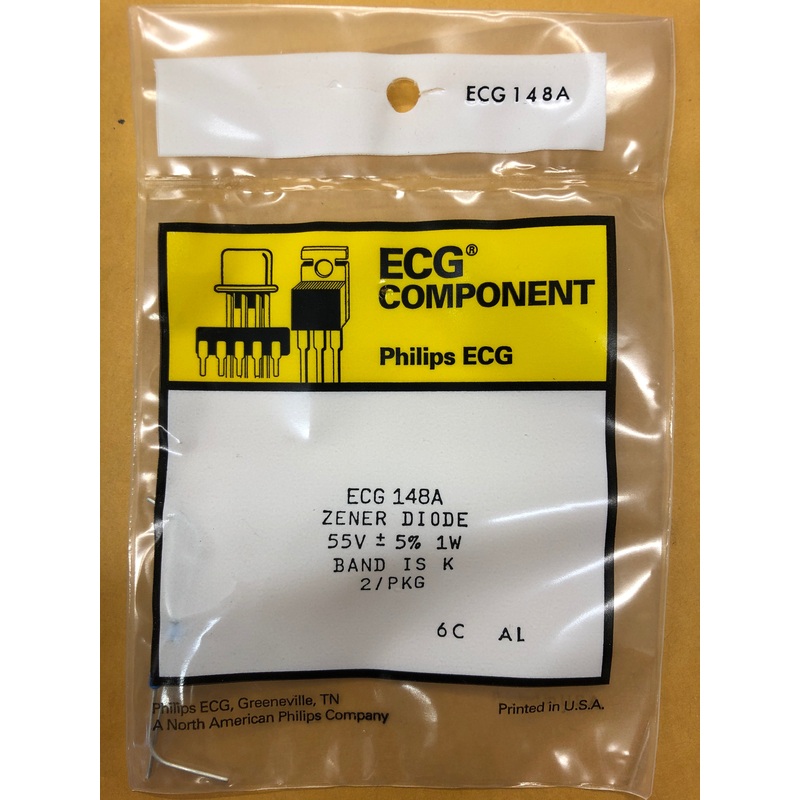 ECG 148A
ECG®
COMPONENT
Philips ECG
ECG 148A
ZENER DIODE
55V ± 5% 1W
BAND IS K
2/PKG
6C AL
Philips ECG, Greeneville, TN
A North American Philips Company
Printed in U.S.A.